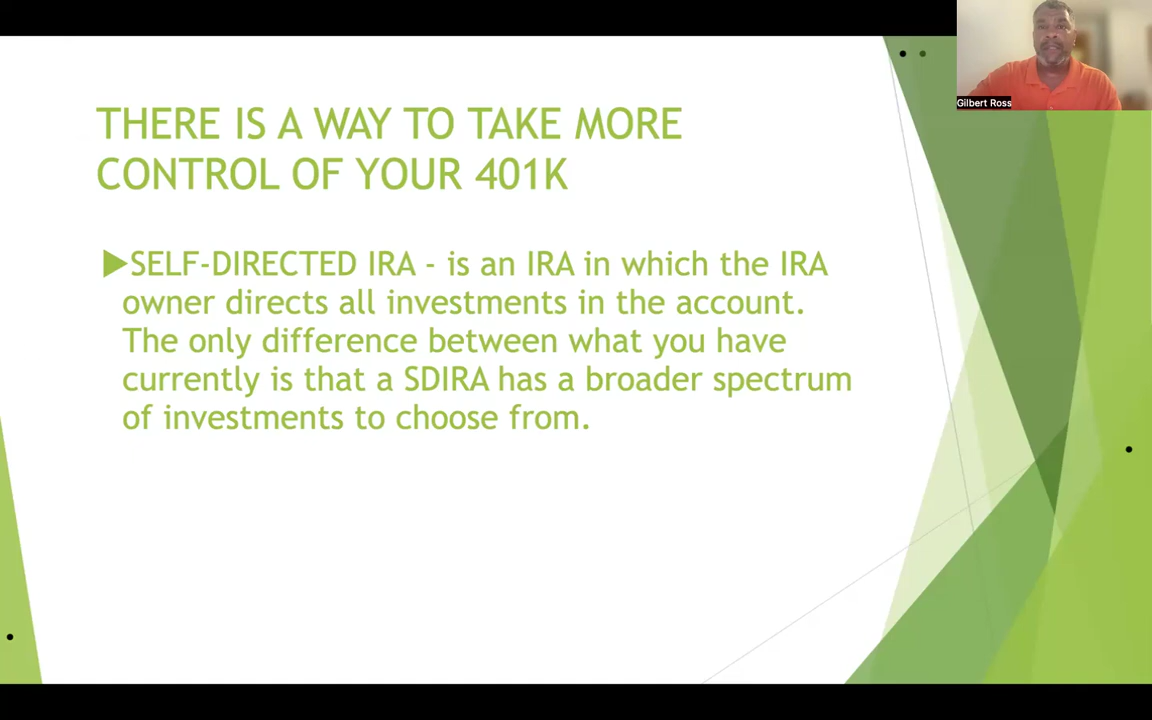 THERE IS A WAY TO TAKE MORE
CONTROL OF YOUR 401K
SELF-DIRECTED IRA - is an IRA in which the IRA
owner directs all investments in the account.
The only difference between what you have
currently is that a SDIRA has a broader spectrum
of investments to choose from.
Gilbert Ross